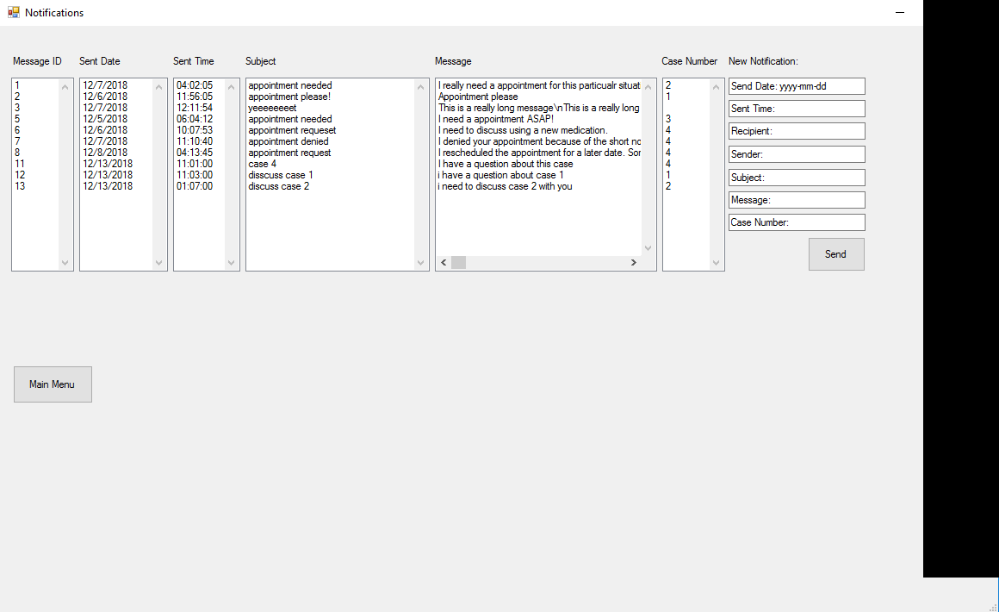 Notifications
Message ID Sent Date Sent Time Subject Message Case Number New Notification:
1 12/7/2018 04:02:05 appointment needed I really need a appointment for this particualr situat 2
2 12/6/2018 11:56:05 appointment please! Appointment please 1
3 12/7/2018 12:11:54 yeeeeeeeet This is a really long message\nThis is a really long
5 12/5/2018 06:04:12 appointment needed I need a appointment ASAP! 3
6 12/6/2018 10:07:53 appointment requeset I need to discuss using a new medication. 4
7 12/7/2018 11:10:40 appointment denied I denied your appointment because of the short no 4
8 12/8/2018 04:13:45 appointment request I rescheduled the appointment for a later date. Sor 4
11 12/13/2018 11:01:00 case 4 I have a question about this case 4
12 12/13/2018 11:03:00 disscuss case 1 i have a question about case 1 1
13 12/13/2018 01:07:00 discuss case 2 i need to discuss case 2 with you 2
Send Date: yyyy-mm-dd
Sent Time:
Recipient:
Sender:
Subject:
Message:
Case Number:
Send
Main Menu